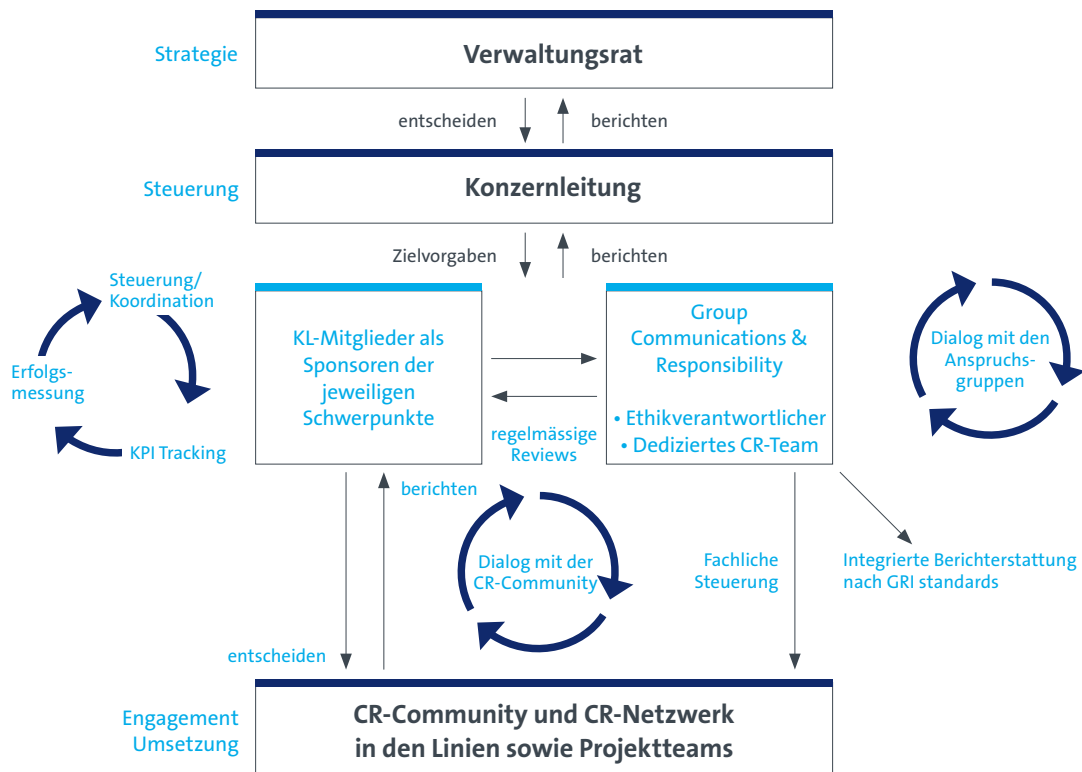 Strategie
Verwaltungsrat
entscheiden
berichten
Steuerung
Konzernleitung
Zielvorgaben
berichten
Steuerung/
Koordination
Erfolgs-
messung
KPI Tracking
KL-Mitglieder als
Sponsoren der
jeweiligen
Schwerpunkte
regelmässige
Reviews
Group
Communications &
Responsibility
• Ethikverantwortlicher
• Dediziertes CR-Team
Dialog mit den
Anspruchs-
gruppen
berichten
Dialog mit der
CR-Community
Fachliche
Steuerung
Integrierte Berichterstattung
nach GRI standards
entscheiden
Engagement
Umsetzung
CR-Community und CR-Netzwerk
in den Linien sowie Projektteams